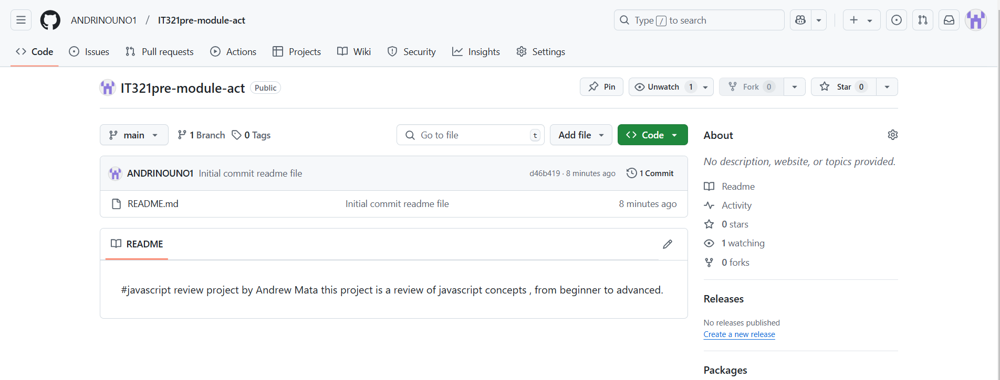 ANDRINOUNO1 / IT321pre-module-act
Type / to search
Code Issues Pull requests Actions Projects Wiki Security Insights Settings
IT321pre-module-act Public
Pin Unwatch 1 Fork 0 Star 0
main 1 Branch 0 Tags
Go to file t
Add file
Code
ANDRINOUNO1 Initial commit readme file d46b419 · 8 minutes ago 1 Commit
README.md Initial commit readme file 8 minutes ago
README
#javascript review project by Andrew Mata this project is a review of javascript concepts , from beginner to advanced.
About
No description, website, or topics provided.
Readme
Activity
0 stars
1 watching
0 forks
Releases
No releases published
Create a new release
Packages